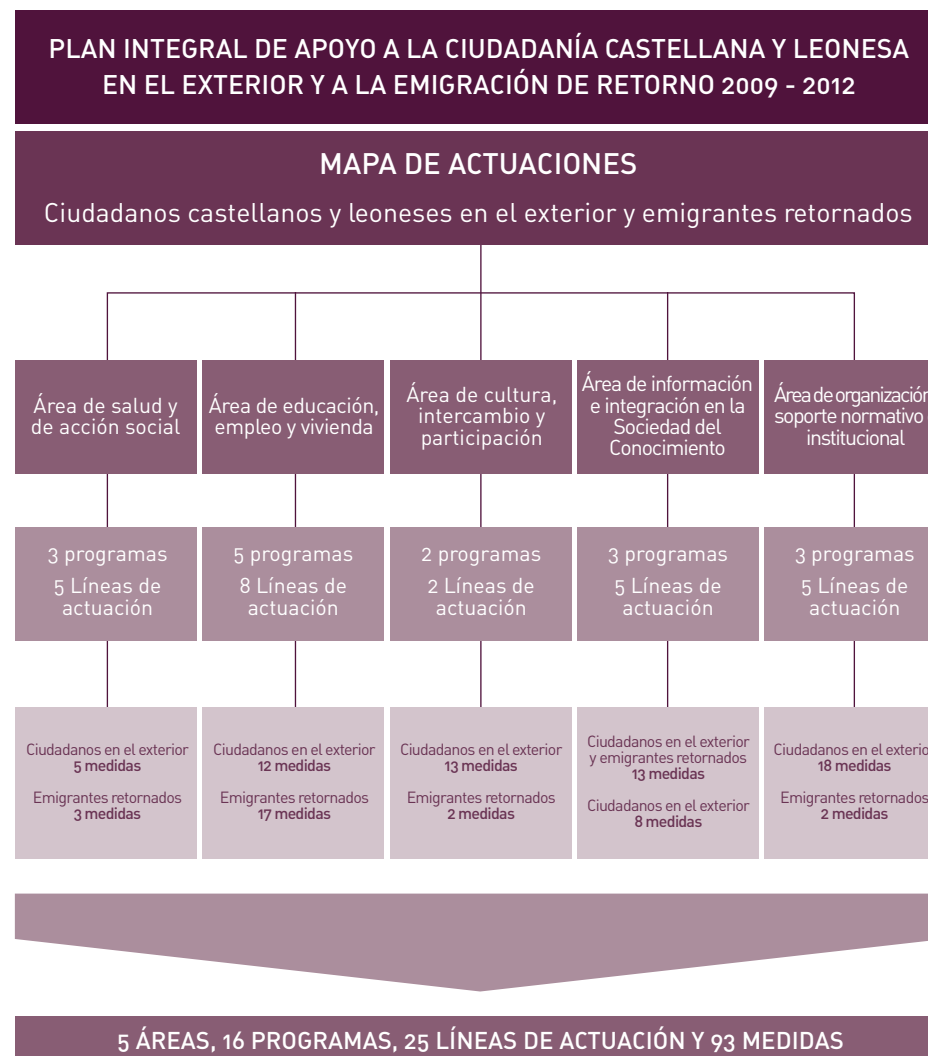 PLAN INTEGRAL DE APOYO A LA CIUDADANÍA CASTELLANA Y LEONESA
EN EL EXTERIOR Y A LA EMIGRACIÓN DE RETORNO 2009 - 2012
MAPA DE ACTUACIONES
Ciudadanos castellanos y leoneses en el exterior y emigrantes retornados
Área de salud y
de acción social
Área de educación,
empleo y vivienda
Área de cultura,
intercambio y
participación
Área de información
e integración en la
Sociedad del
Conocimiento
Área de organización
soporte normativo
institucional
3 programas
5 Líneas de
actuación
5 programas
8 Líneas de
actuación
2 programas
2 Líneas de
actuación
3 programas
5 Líneas de
actuación
3 programas
5 Líneas de
actuación
Ciudadanos en el exterior
5 medidas
Emigrantes retornados
3 medidas
Ciudadanos en el exterior
12 medidas
Emigrantes retornados
17 medidas
Ciudadanos en el exterior
13 medidas
Emigrantes retornados
2 medidas
Ciudadanos en el exterior
y emigrantes retornados
13 medidas
Ciudadanos en el exterior
8 medidas
Ciudadanos en el exterior
18 medidas
Emigrantes retornados
2 medidas
5 ÁREAS, 16 PROGRAMAS, 25 LÍNEAS DE ACTUACIÓN Y 93 MEDIDAS